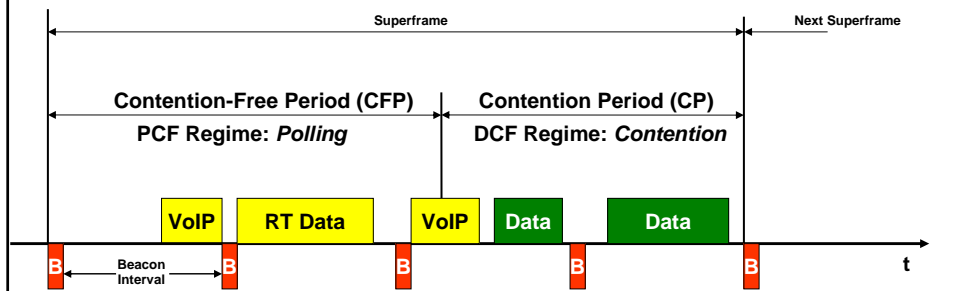 Superframe
Next Superframe
Contention-Free Period (CFP)
Contention Period (CP)
PCF Regime: Polling
DCF Regime: Contention
VoIP
RT Data
VoIP
Data
Data
B
Beacon
Interval
B
B
B
B
t